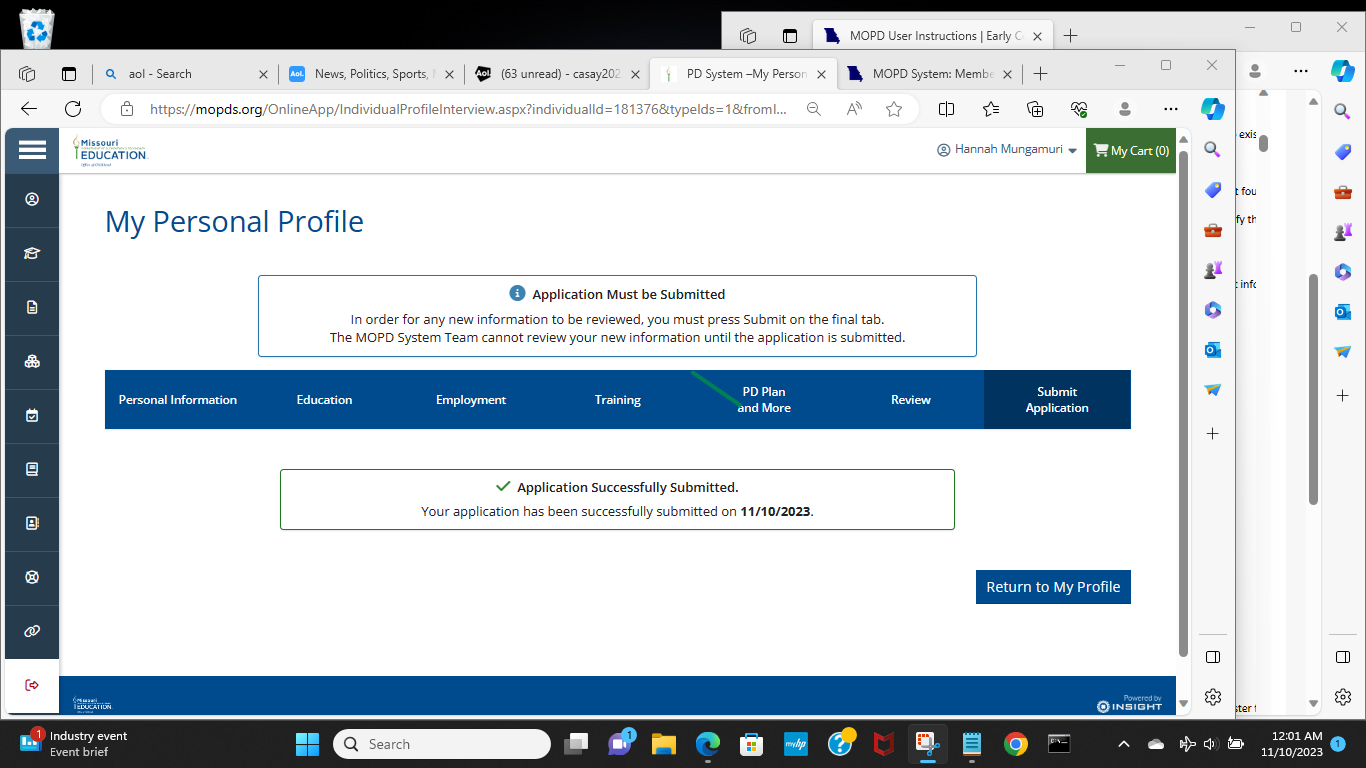 MOPD User Instructions | Early C
aol - Search
News, Politics, Sports,
(63 unread) - casay202
PD System –My Person
MOPD System: Membe
https://mopds.org/OnlineApp/IndividualProfileInterview.aspx?individualId=181376&typeIds=1&fromI...
Missouri
EDUCATION
Hannah Mungamuri
My Cart (0)
My Personal Profile
Application Must be Submitted
In order for any new information to be reviewed, you must press Submit on the final tab.
The MOPD System Team cannot review your new information until the application is submitted.
Personal Information
Education
Employment
Training
PD Plan
and More
Review
Submit
Application
Application Successfully Submitted.
Your application has been successfully submitted on 11/10/2023.
Return to My Profile
Missouri
EDUCATION
Powered by
INSIGHT
1
Industry event
Event brief
Search
1
12:01 AM
11/10/2023
1